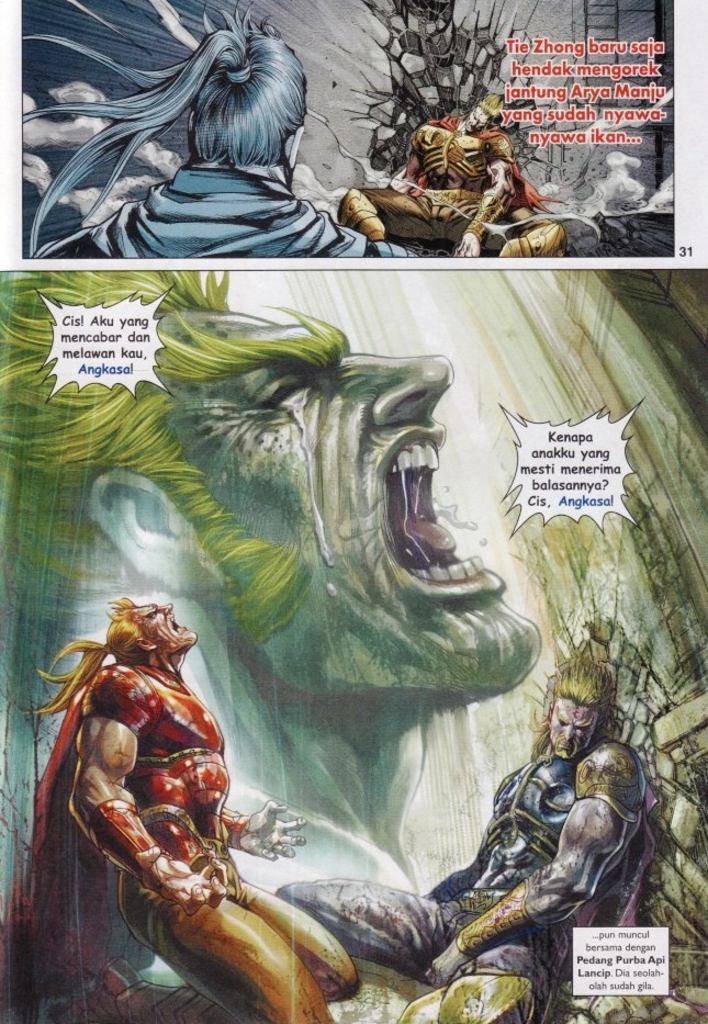 Tie Zhong baru saja
hendak mengorek
jantung Arya Manju
yang sudah nyawa-
nyawa ikan...
31
Cis! Aku yang
mencabar dan
melawan kau,
Angkasa!
Kenapa
anakku yang
mesti menerima
balasannya?
Cis, Angkasa!
...pun muncul
bersama dengan
Pedang Purba Api
Lancip. Dia seolah-
olah sudah gila.